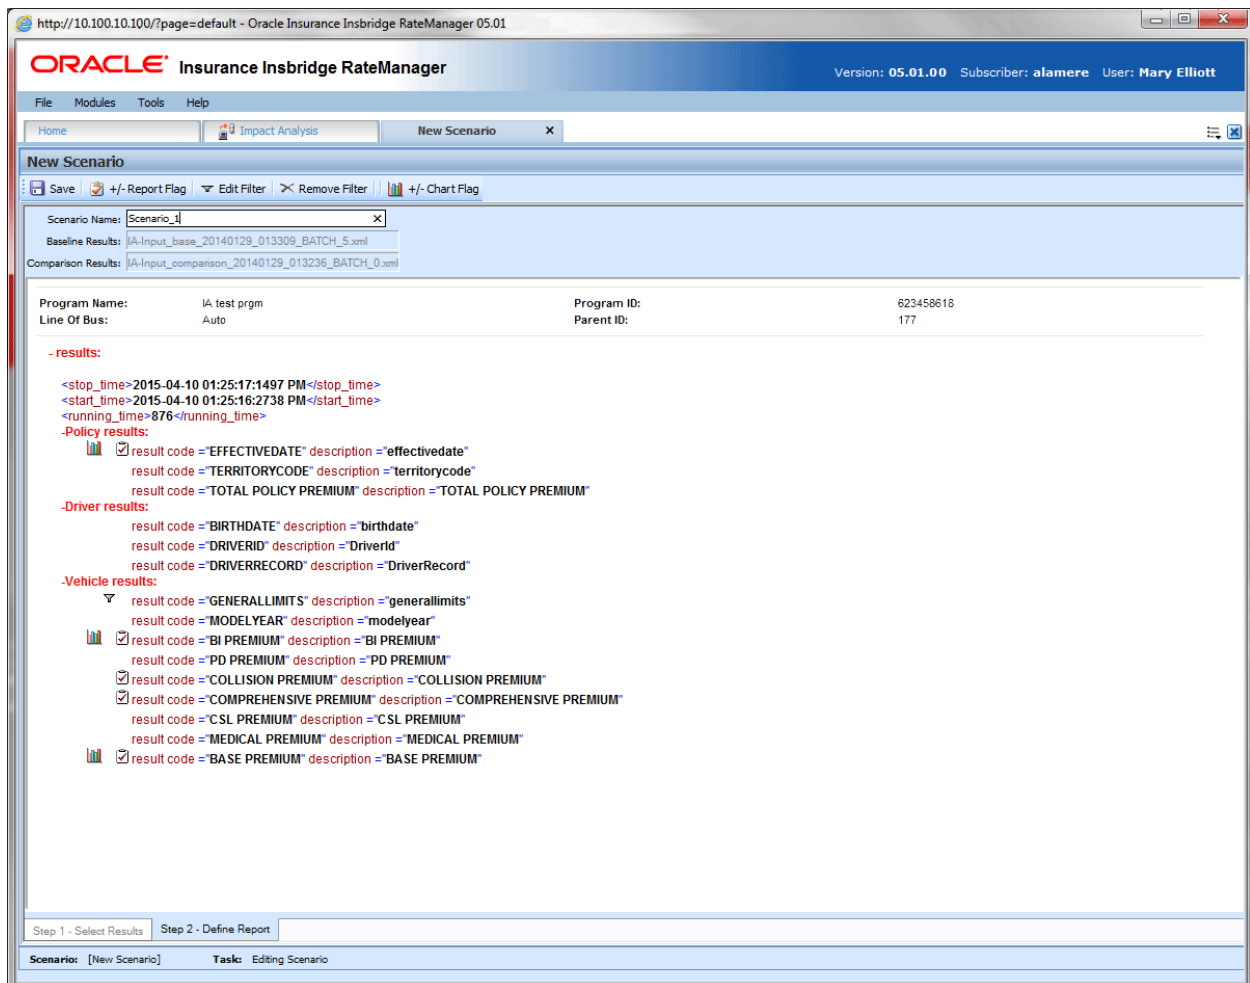 http://10.100.10.100/?page=default - Oracle Insurance Insbridge RateManager 05.01
ORACLE® Insurance Insbridge RateManager
Version: 05.01.00 Subscriber: alamere User: Mary Elliott
File Modules Tools Help
Home Impact Analysis New Scenario
New Scenario
Save +/- Report Flag Edit Filter Remove Filter +/- Chart Flag
Scenario Name: Scenario_1
Baseline Results: IA-Input_base_20140129_013309_BATCH_5.xml
Comparison Results: IA-Input_comparison_20140129_013236_BATCH_0.xml
Program Name: IA test prgm Program ID: 623458618
Line Of Bus: Auto Parent ID: 177
- results:
<stop_time>2015-04-10 01:25:17:1497 PM</stop_time>
<start_time>2015-04-10 01:25:16:2738 PM</start_time>
<running_time>876</running_time>
-Policy results:
result code ="EFFECTIVEDATE" description ="effectivedate"
result code ="TERRITORYCODE" description ="territorycode"
result code ="TOTAL POLICY PREMIUM" description ="TOTAL POLICY PREMIUM"
-Driver results:
result code ="BIRTHDATE" description ="birthdate"
result code ="DRIVERID" description ="DriverId"
result code ="DRIVERRECORD" description ="DriverRecord"
-Vehicle results:
result code ="GENERALLIMITS" description ="generallimits"
result code ="MODELYEAR" description ="modelyear"
result code ="BI PREMIUM" description ="BI PREMIUM"
result code ="PD PREMIUM" description ="PD PREMIUM"
result code ="COLLISION PREMIUM" description ="COLLISION PREMIUM"
result code ="COMPREHENSIVE PREMIUM" description ="COMPREHENSIVE PREMIUM"
result code ="CSL PREMIUM" description ="CSL PREMIUM"
result code ="MEDICAL PREMIUM" description ="MEDICAL PREMIUM"
result code ="BASE PREMIUM" description ="BASE PREMIUM"
Step 1 - Select Results Step 2 - Define Report
Scenario: [New Scenario] Task: Editing Scenario